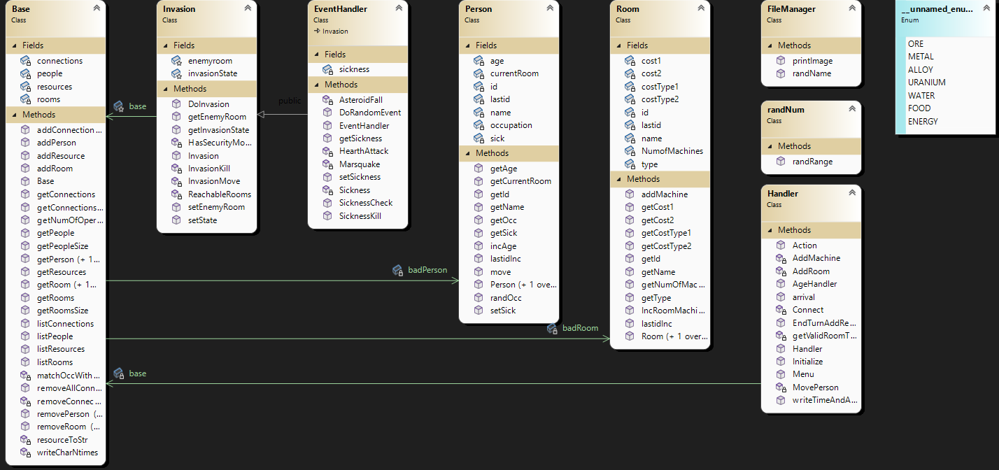 Base
Class
Fields
connections
people
resources
rooms
Methods
addConnection ...
addPerson
addResource
addRoom
Base
getConnections
getConnections...
getNumOfOper...
getPeople
getPeopleSize
getPerson (+ 1...
getResources
getRoom (+ 1...
getRooms
getRoomsSize
listConnections
listPeople
listResources
listRooms
matchOccWith ...
removeAllConn...
removeConnec...
removePerson (...
removeRoom (...
resourceToStr
writeCharNtimes
base
Invasion
Class
Fields
enemyroom
invasionState
Methods
DoInvasion
getEnemyRoom
getInvasionState
HasSecurityMo...
Invasion
InvasionKill
InvasionMove
ReachableRooms
setEnemyRoom
setState
public
EventHandler
Class
Invasion
Fields
sickness
Methods
AsteroidFall
DoRandomEvent
EventHandler
getSickness
HearthAttack
Marsquake
setSickness
Sickness
SicknessCheck
SicknessKill
badPerson
Person
Class
Fields
age
currentRoom
id
lastid
name
occupation
sick
Methods
getAge
getCurrentRoom
getId
getName
getOcc
getSick
incAge
lastidInc
move
Person (+ 1 ove...
randOcc
setSick
badRoom
Room
Class
Fields
cost1
cost2
costType1
costType2
id
lastid
name
NumofMachines
type
Methods
addMachine
getCost1
getCost2
getCostType1
getCostType2
getId
getName
getNumOfMac...
getType
IncRoomMachi...
lastidInc
Room (+ 1 over...
base
FileManager
Class
Methods
printImage
randName
randNum
Class
Methods
randRange
Handler
Class
Methods
Action
AddMachine
AddRoom
AgeHandler
arrival
Connect
EndTurnAddRe...
getValidRoomT...
Handler
Initialize
Menu
MovePerson
writeTimeAndA...
__unnamed_enu...
Enum
ORE
METAL
ALLOY
URANIUM
WATER
FOOD
ENERGY